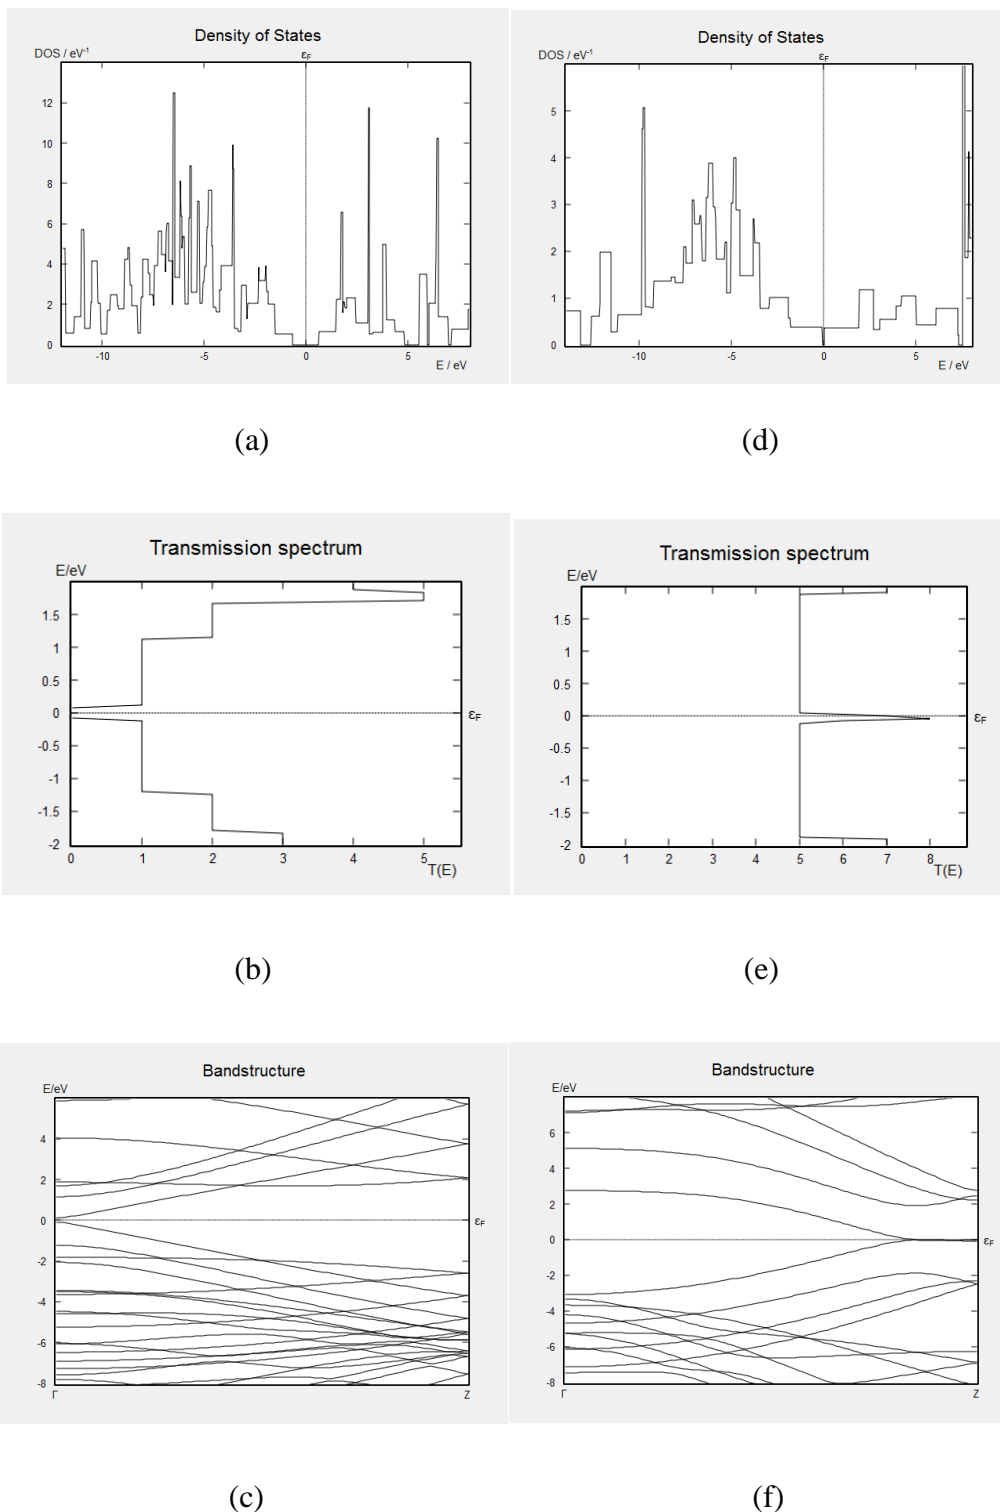 Density of States
DOS / eV-1
εF
12
10
8
6
4
2
0
-10
-5
0
5
E / eV
(a)
Density of States
DOS / eV-1
εF
5
4
3
2
1
0
-10
-5
0
5
E / eV
(d)
Transmission spectrum
E/eV
1.5
1
0.5
0
-0.5
-1
-1.5
-2
εF
0
1
2
3
4
5
T(E)
(b)
Transmission spectrum
E/eV
1.5
1
0.5
0
-0.5
-1
-1.5
-2
εF
0
1
2
3
4
5
6
7
8
T(E)
(e)
Bandstructure
E/eV
4
2
0
-2
-4
-6
-8
εF
Γ
Z
(c)
Bandstructure
E/eV
6
4
2
0
-2
-4
-6
-8
εF
Γ
Z
(f)